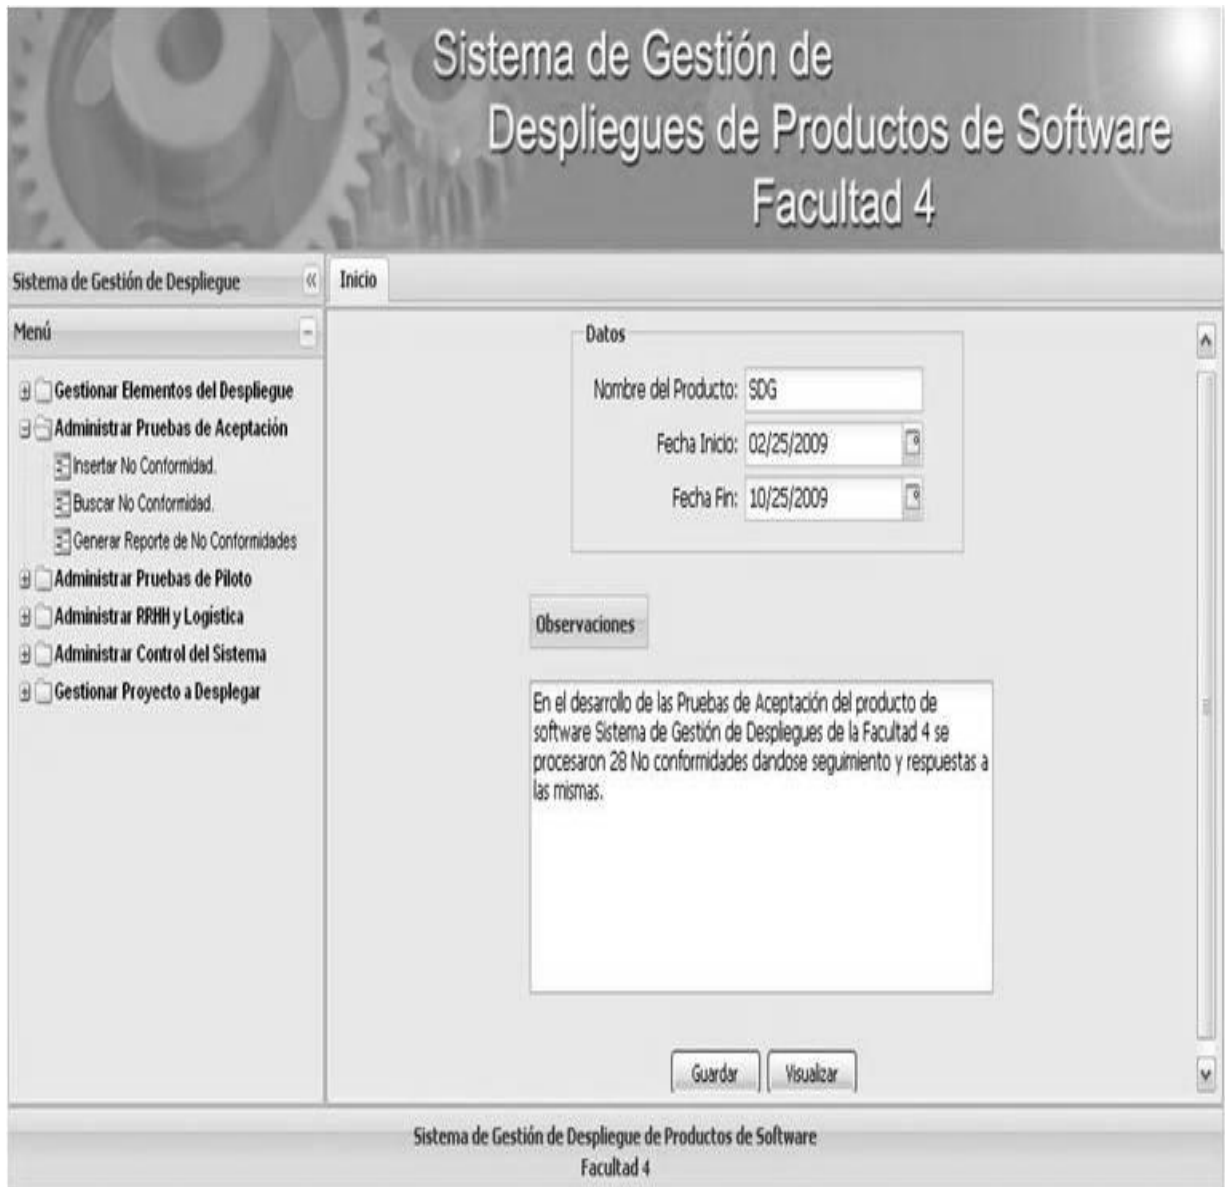 Sistema de Gestión de
Despliegues de Productos de Software
Facultad 4
Sistema de Gestión de Despliegue
Menú
Gestionar Elementos del Despliegue
Administrar Pruebas de Aceptación
Insertar No Conformidad.
Buscar No Conformidad.
Generar Reporte de No Conformidades
Administrar Pruebas de Piloto
Administrar RRHH y Logística
Administrar Control del Sistema
Gestionar Proyecto a Desplegar
Inicio
Datos
Nombre del Producto: SDG
Fecha Inicio: 02/25/2009
Fecha Fin: 10/25/2009
Observaciones
En el desarrollo de las Pruebas de Aceptación del producto de
software Sistema de Gestión de Despliegues de la Facultad 4 se
procesaron 28 No conformidades dandose seguimiento y respuestas a
las mismas.
Guardar Visualizar
Sistema de Gestión de Despliegue de Productos de Software
Facultad 4